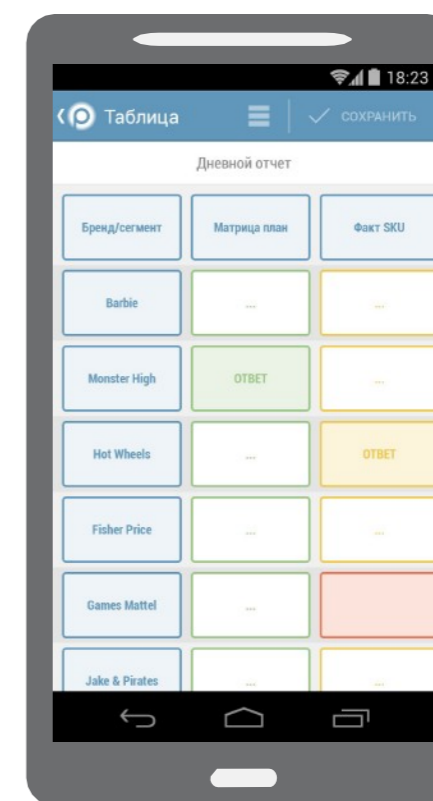 18:23
Таблица СОХРАНИТЬ
Дневной отчет
Бренд/сегмент Матрица план Факт SKU
Barbie ... ...
Monster High ОТВЕТ ...
Hot Wheels ... ОТВЕТ
Fisher Price ... ...
Games Mattel ...
Jake & Pirates ... ...